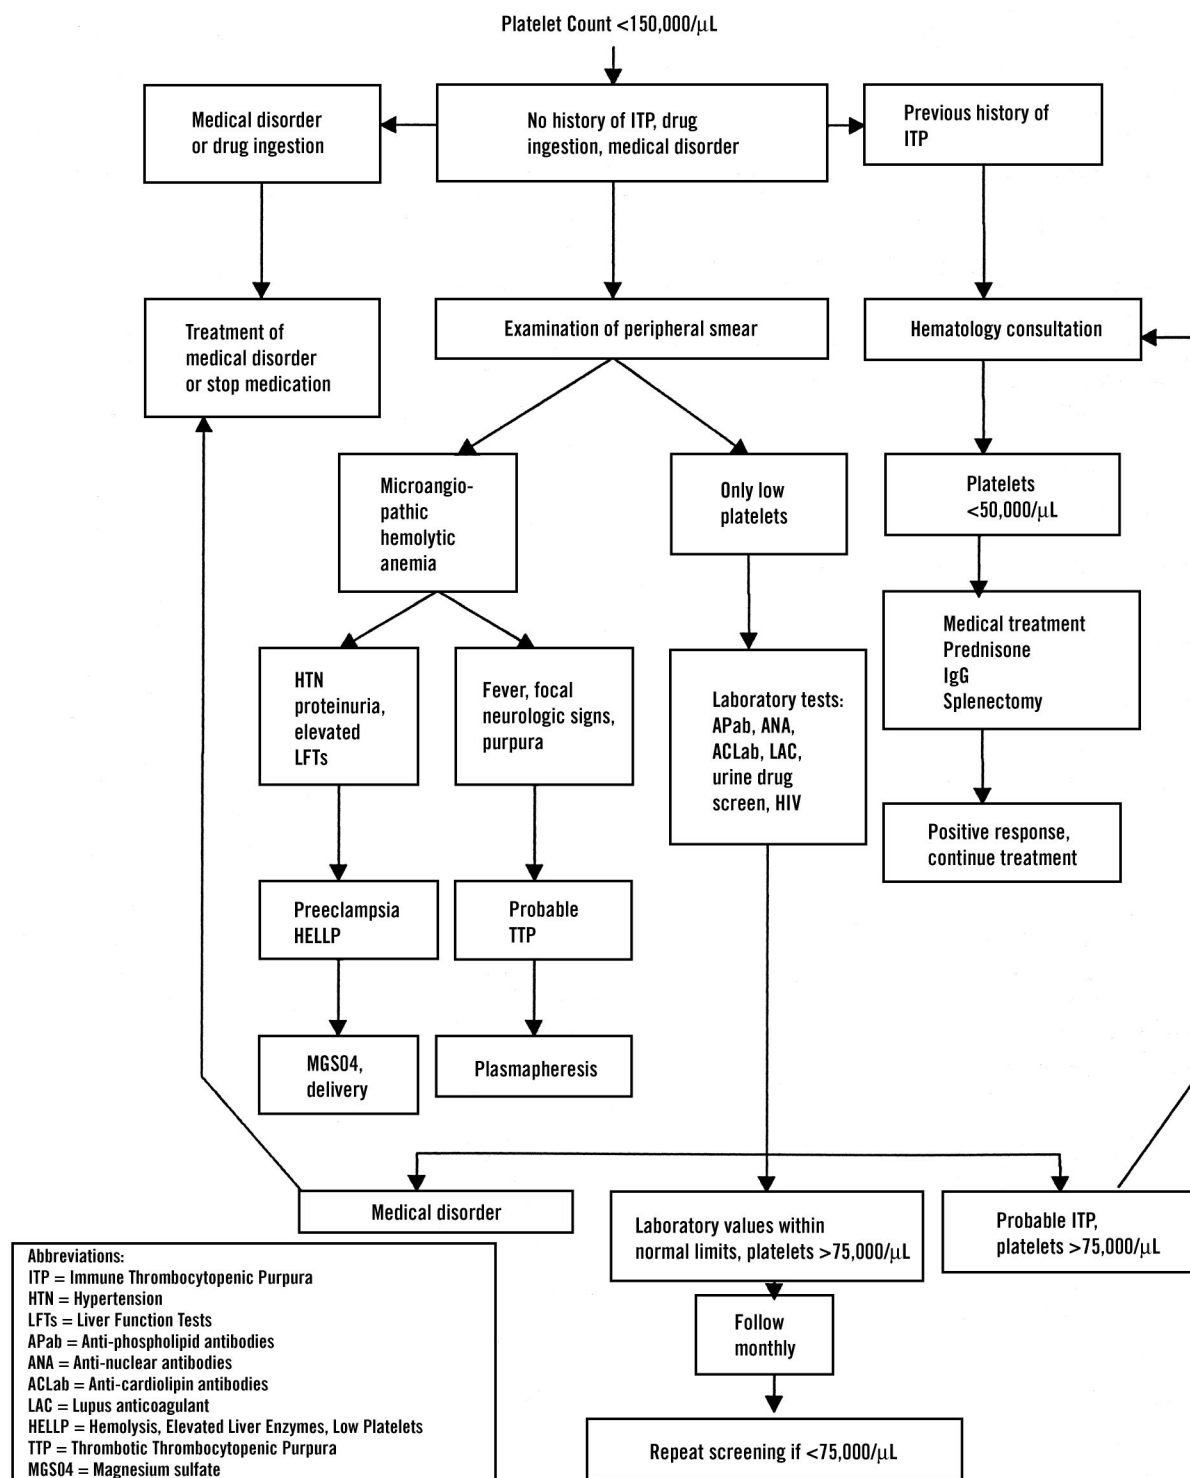 Platelet Count <150,000/μL
Medical disorder
or drug ingestion
No history of ITP, drug
ingestion, medical disorder
Previous history of
ITP
Treatment of
medical disorder
or stop medication
Examination of peripheral smear
Hematology consultation
Microangio-
pathic
hemolytic
anemia
Only low
platelets
Platelets
<50,000/μL
HTN
proteinuria,
elevated
LFTs
Fever, focal
neurologic signs,
purpura
Laboratory tests:
APab, ANA,
ACLab, LAC,
urine drug
screen, HIV
Medical treatment
Prednisone
IgG
Splenectomy
Positive response,
continue treatment
Preeclampsia
HELLP
Probable
TTP
MGS04,
delivery
Plasmapheresis
Medical disorder
Laboratory values within
normal limits, platelets >75,000/μL
Probable ITP,
platelets >75,000/μL
Follow
monthly
Repeat screening if <75,000/μL
Abbreviations:
ITP = Immune Thrombocytopenic Purpura
HTN = Hypertension
LFTs = Liver Function Tests
APab = Anti-phospholipid antibodies
ANA = Anti-nuclear antibodies
ACLab = Anti-cardiolipin antibodies
LAC = Lupus anticoagulant
HELLP = Hemolysis, Elevated Liver Enzymes, Low Platelets
TTP = Thrombotic Thrombocytopenic Purpura
MGS04 = Magnesium sulfate